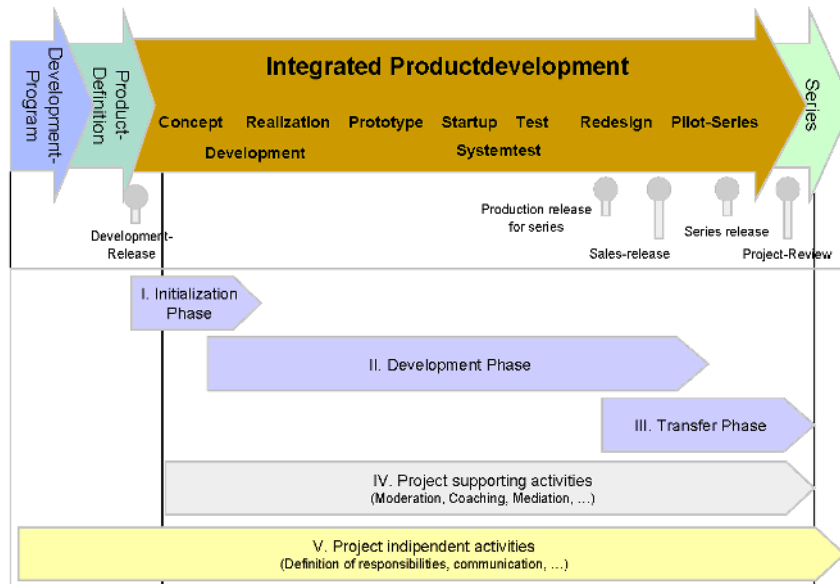 Development-
Program
Product-
Definition
Integrated Productdevelopment
Series
Concept Realization Prototype Startup Test Redesign Pilot-Series
Development Systemtest
Development-
Release
Production release
for series
Sales-release
Series release
Project-Review
I. Initialization
Phase
II. Development Phase
III. Transfer Phase
IV. Project supporting activities
(Moderation, Coaching, Mediation, ...)
V. Project indipendent activities
(Definition of responsibilities, communication, ...)